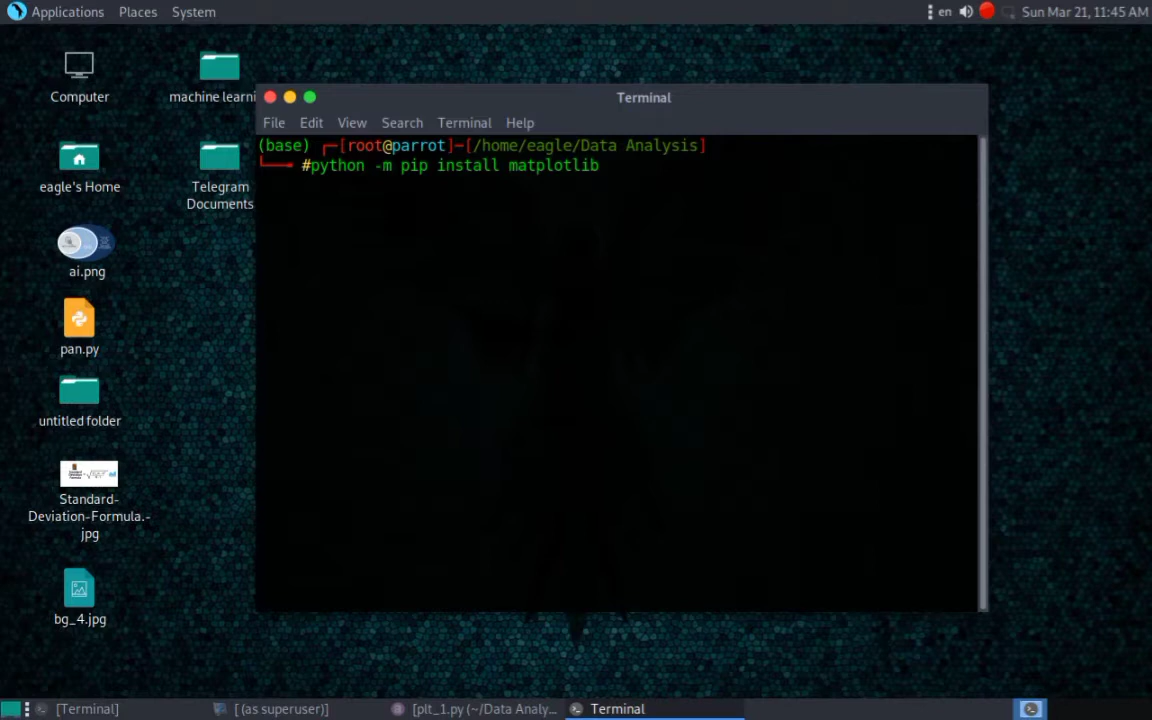 Applications Places System
en Sun Mar 21, 11:45 AM
Computer
machine learni
eagle's Home
Telegram
Documents
ai.png
pan.py
untitled folder
Standard-
Deviation-Formula.-
jpg
bg_4.jpg
Terminal
File Edit View Search Terminal Help
(base) ┌─[root@parrot]─[/home/eagle/Data Analysis]
└──╼ #python -m pip install matplotlib
[Terminal] [ (as superuser)] [plt_1.py (~/Data Analy... Terminal